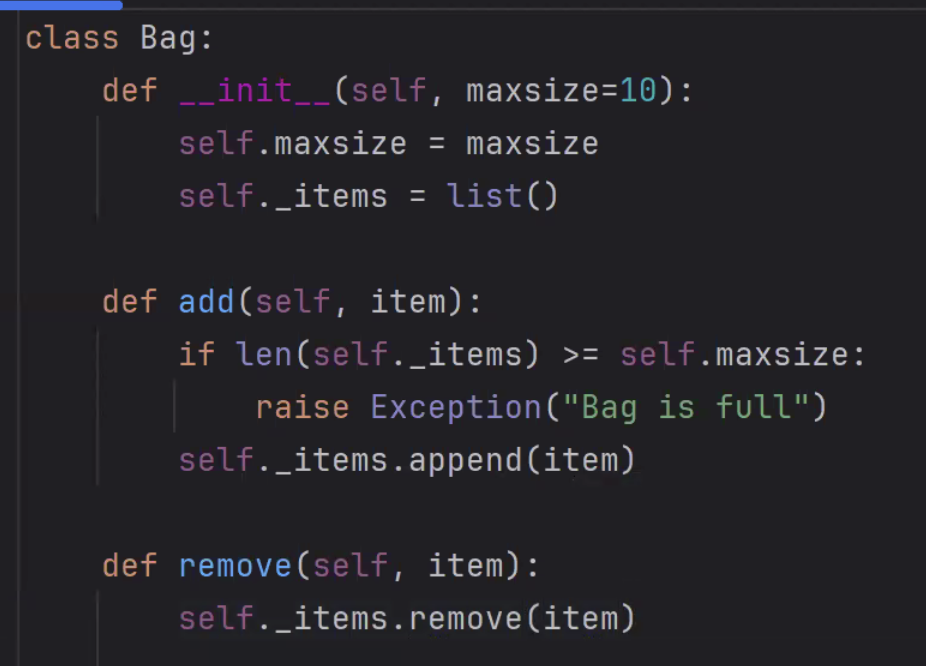 class Bag:
    def __init__(self, maxsize=10):
        self.maxsize = maxsize
        self._items = list()

    def add(self, item):
        if len(self._items) >= self.maxsize:
            raise Exception("Bag is full")
        self._items.append(item)

    def remove(self, item):
        self._items.remove(item)